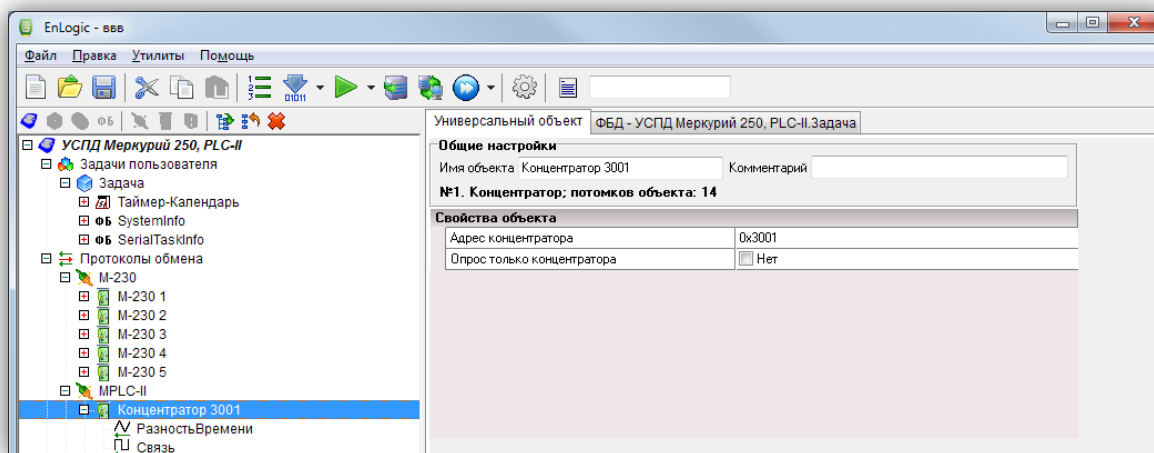 EnLogic - ввв
Файл Правка Утилиты Помощь
ФБ
УСПД Меркурий 250, PLC-II
Задачи пользователя
Задача
Таймер-Календарь
ФБ SystemInfo
ФБ SerialTaskInfo
Протоколы обмена
М-230
М-230 1
М-230 2
М-230 3
М-230 4
М-230 5
MPLC-II
Концентратор 3001
РазностьВремени
Связь
Универсальный объект ФБД - УСПД Меркурий 250, PLC-II.Задача
Общие настройки
Имя объекта Концентратор 3001 Комментарий
№1. Концентратор; потомков объекта: 14
Свойства объекта
Адрес концентратора 0x3001
Опрос только концентратора Нет